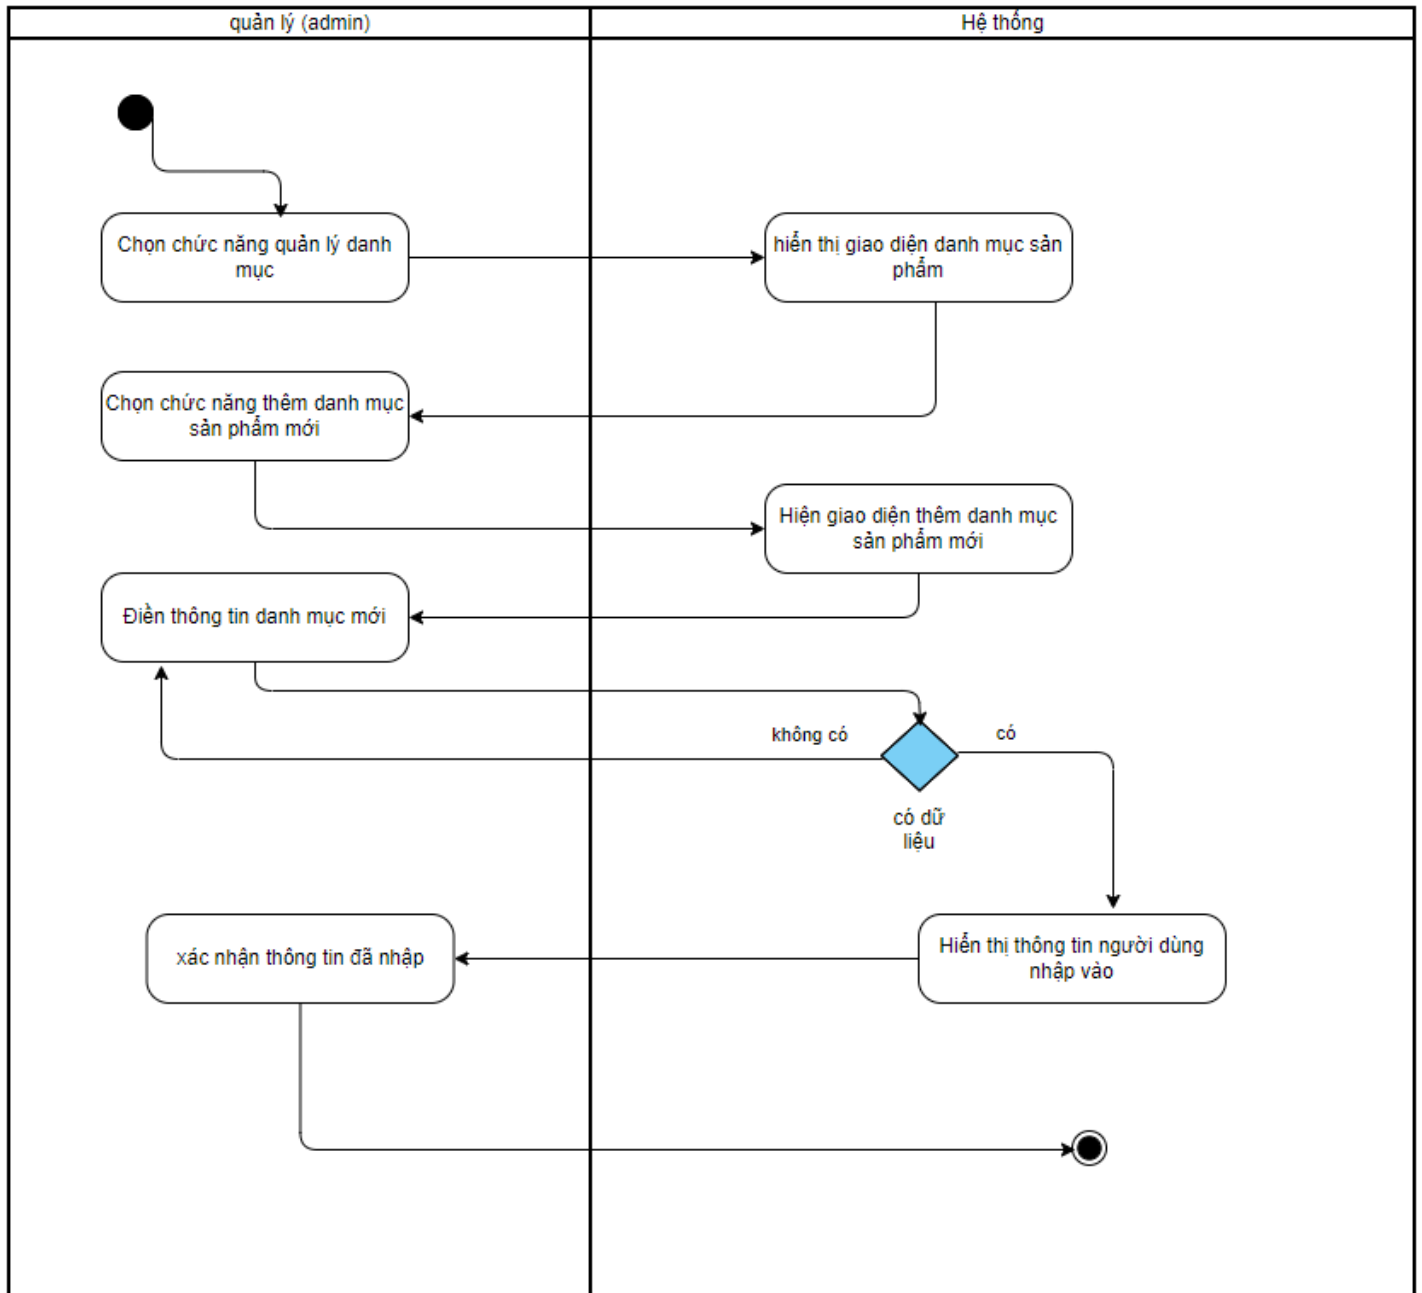 quản lý (admin)
Hệ thống
Chọn chức năng quản lý danh
mục
hiển thị giao diện danh mục sản
phẩm
Chọn chức năng thêm danh mục
sản phẩm mới
Hiện giao diện thêm danh mục
sản phẩm mới
Điền thông tin danh mục mới
không có
có
có dữ
liệu
xác nhận thông tin đã nhập
Hiển thị thông tin người dùng
nhập vào